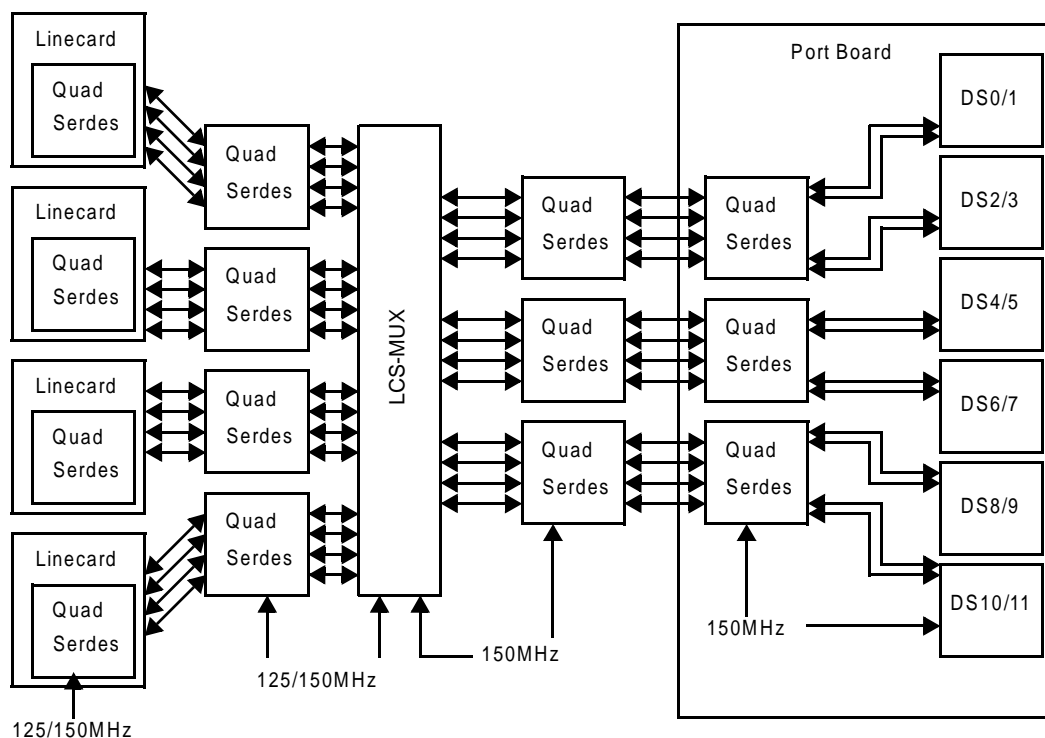 Linecard
Quad
Serdes
Linecard
Quad
Serdes
Linecard
Quad
Serdes
Linecard
Quad
Serdes
125/150MHz
Quad
Serdes
Quad
Serdes
Quad
Serdes
Quad
Serdes
125/150MHz
LCS-MUX
150MHz
Quad
Serdes
Quad
Serdes
Quad
Serdes
Port Board
Quad
Serdes
Quad
Serdes
Quad
Serdes
150MHz
DS0/1
DS2/3
DS4/5
DS6/7
DS8/9
DS10/11